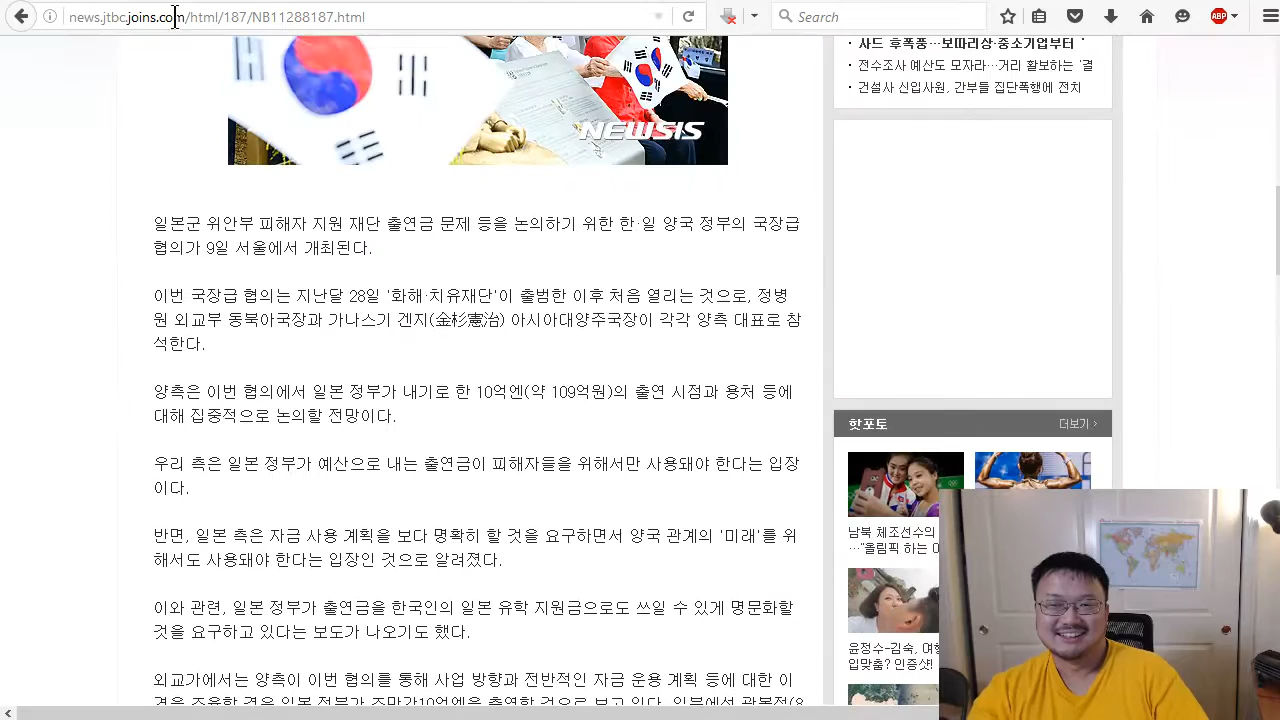 news.jtbc.joins.com/html/187/NB11288187.html
Search
ABP
NEWSIS
· 사드 후폭풍…보따리상·중소기업부터 '
· 전수조사 예산도 모자라…거리 활보하는 '결
· 건설사 신입사원, 간부들 집단폭행에 전치
일본군 위안부 피해자 지원 재단 출연금 문제 등을 논의하기 위한 한·일 양국 정부의 국장급
협의가 9일 서울에서 개최된다.
이번 국장급 협의는 지난달 28일 '화해 치유재단'이 출범한 이후 처음 열리는 것으로, 정병
원 외교부 동북아국장과 가나스기 겐지(金杉憲治) 아시아대양주국장이 각각 양측 대표로 참
석한다.
양측은 이번 협의에서 일본 정부가 내기로 한 10억엔(약 109억원)의 출연 시점과 용처 등에
대해 집중적으로 논의할 전망이다.
우리 측은 일본 정부가 예산으로 내는 출연금이 피해자들을 위해서만 사용돼야 한다는 입장
이다.
반면, 일본 측은 자금 사용 계획을 보다 명확히 할 것을 요구하면서 양국 관계의 '미래'를 위
해서도 사용돼야 한다는 입장인 것으로 알려졌다.
이와 관련, 일본 정부가 출연금을 한국인의 일본 유학 지원금으로도 쓰일 수 있게 명문화할
것을 요구하고 있다는 보도가 나오기도 했다.
외교가에서는 양측이 이번 협의를 통해 사업 방향과 전반적인 자금 운용 계획 등에 대한 이
핫포토
더보기 >
남북 체조선수의
…"올림픽 하는 이
윤정수-김숙, 여행
입맞춤? 인증샷!